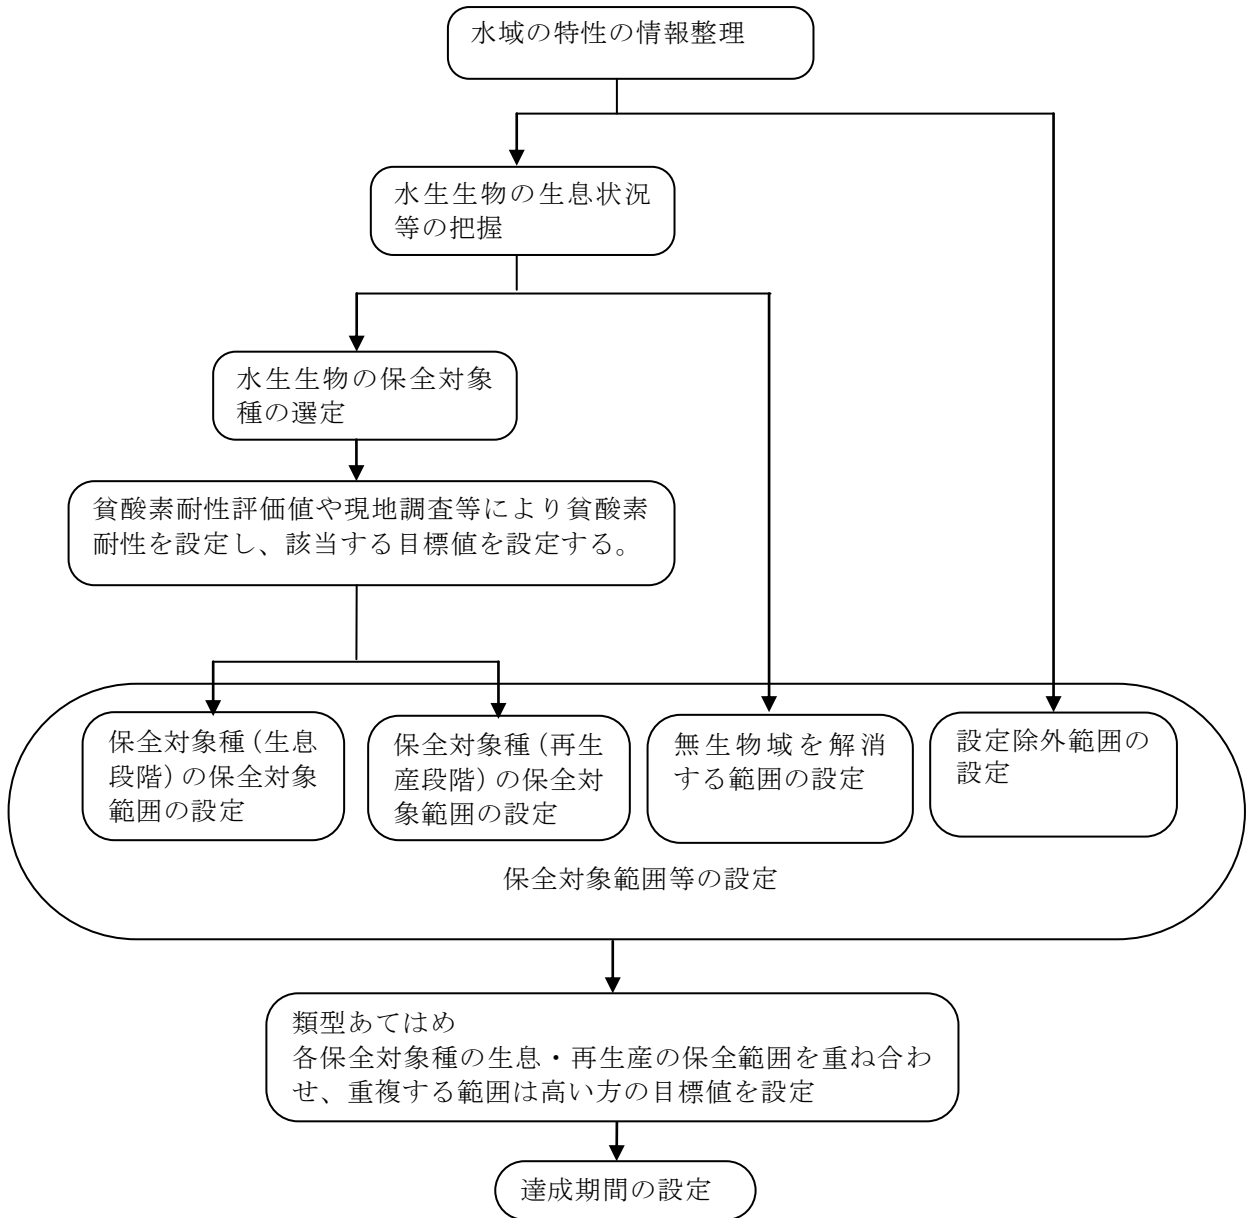 水域の特性の情報整理
水生生物の生息状況
等の把握
水生生物の保全対象
種の選定
貧酸素耐性評価値や現地調査等により貧酸素
耐性を設定し、該当する目標値を設定する。
保全対象種(生息
段階)の保全対象
範囲の設定
保全対象種(再生
産段階)の保全対
象範囲の設定
無生物域を解消
する範囲の設定
設定除外範囲の
設定
保全対象範囲等の設定
類型あてはめ
各保全対象種の生息・再生産の保全範囲を重ね合わ
せ、重複する範囲は高い方の目標値を設定
達成期間の設定